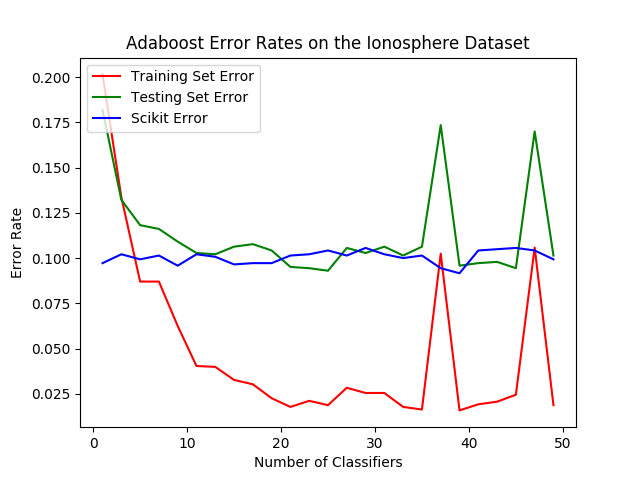 Adaboost Error Rates on the Ionosphere Dataset
Training Set Error
Testing Set Error
Scikit Error
Error Rate
0.200
0.175
0.150
0.125
0.100
0.075
0.050
0.025
0 10 20 30 40 50
Number of Classifiers